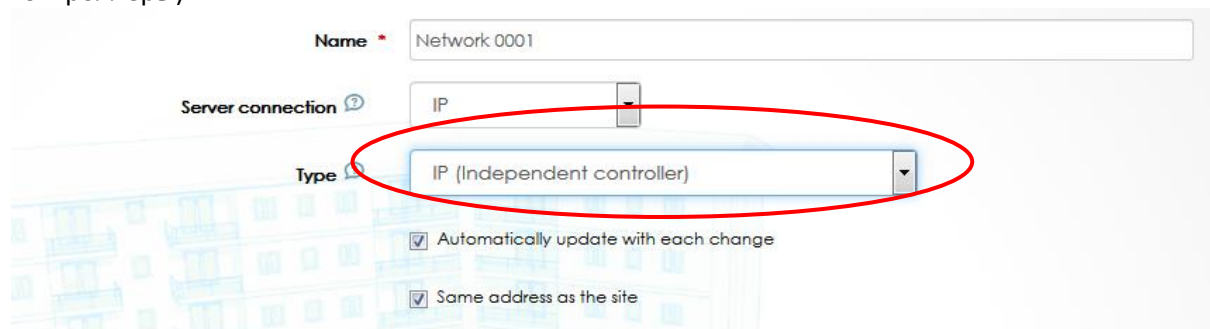 Name * Network 0001
Server connection ? IP
Type ? IP (Independent controller)
Automatically update with each change
Same address as the site